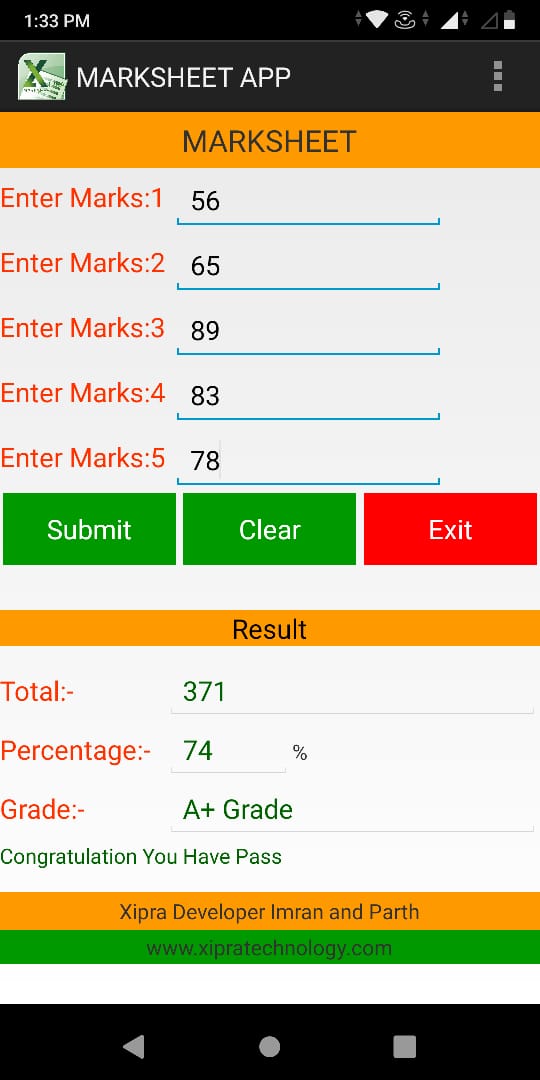 1:33 PM
MARKSHEET APP
MARKSHEET
Enter Marks:1 56
Enter Marks:2 65
Enter Marks:3 89
Enter Marks:4 83
Enter Marks:5 78
Submit Clear Exit
Result
Total:- 371
Percentage:- 74 %
Grade:- A+ Grade
Congratulation You Have Pass
Xipra Developer Imran and Parth
www.xipratechnology.com